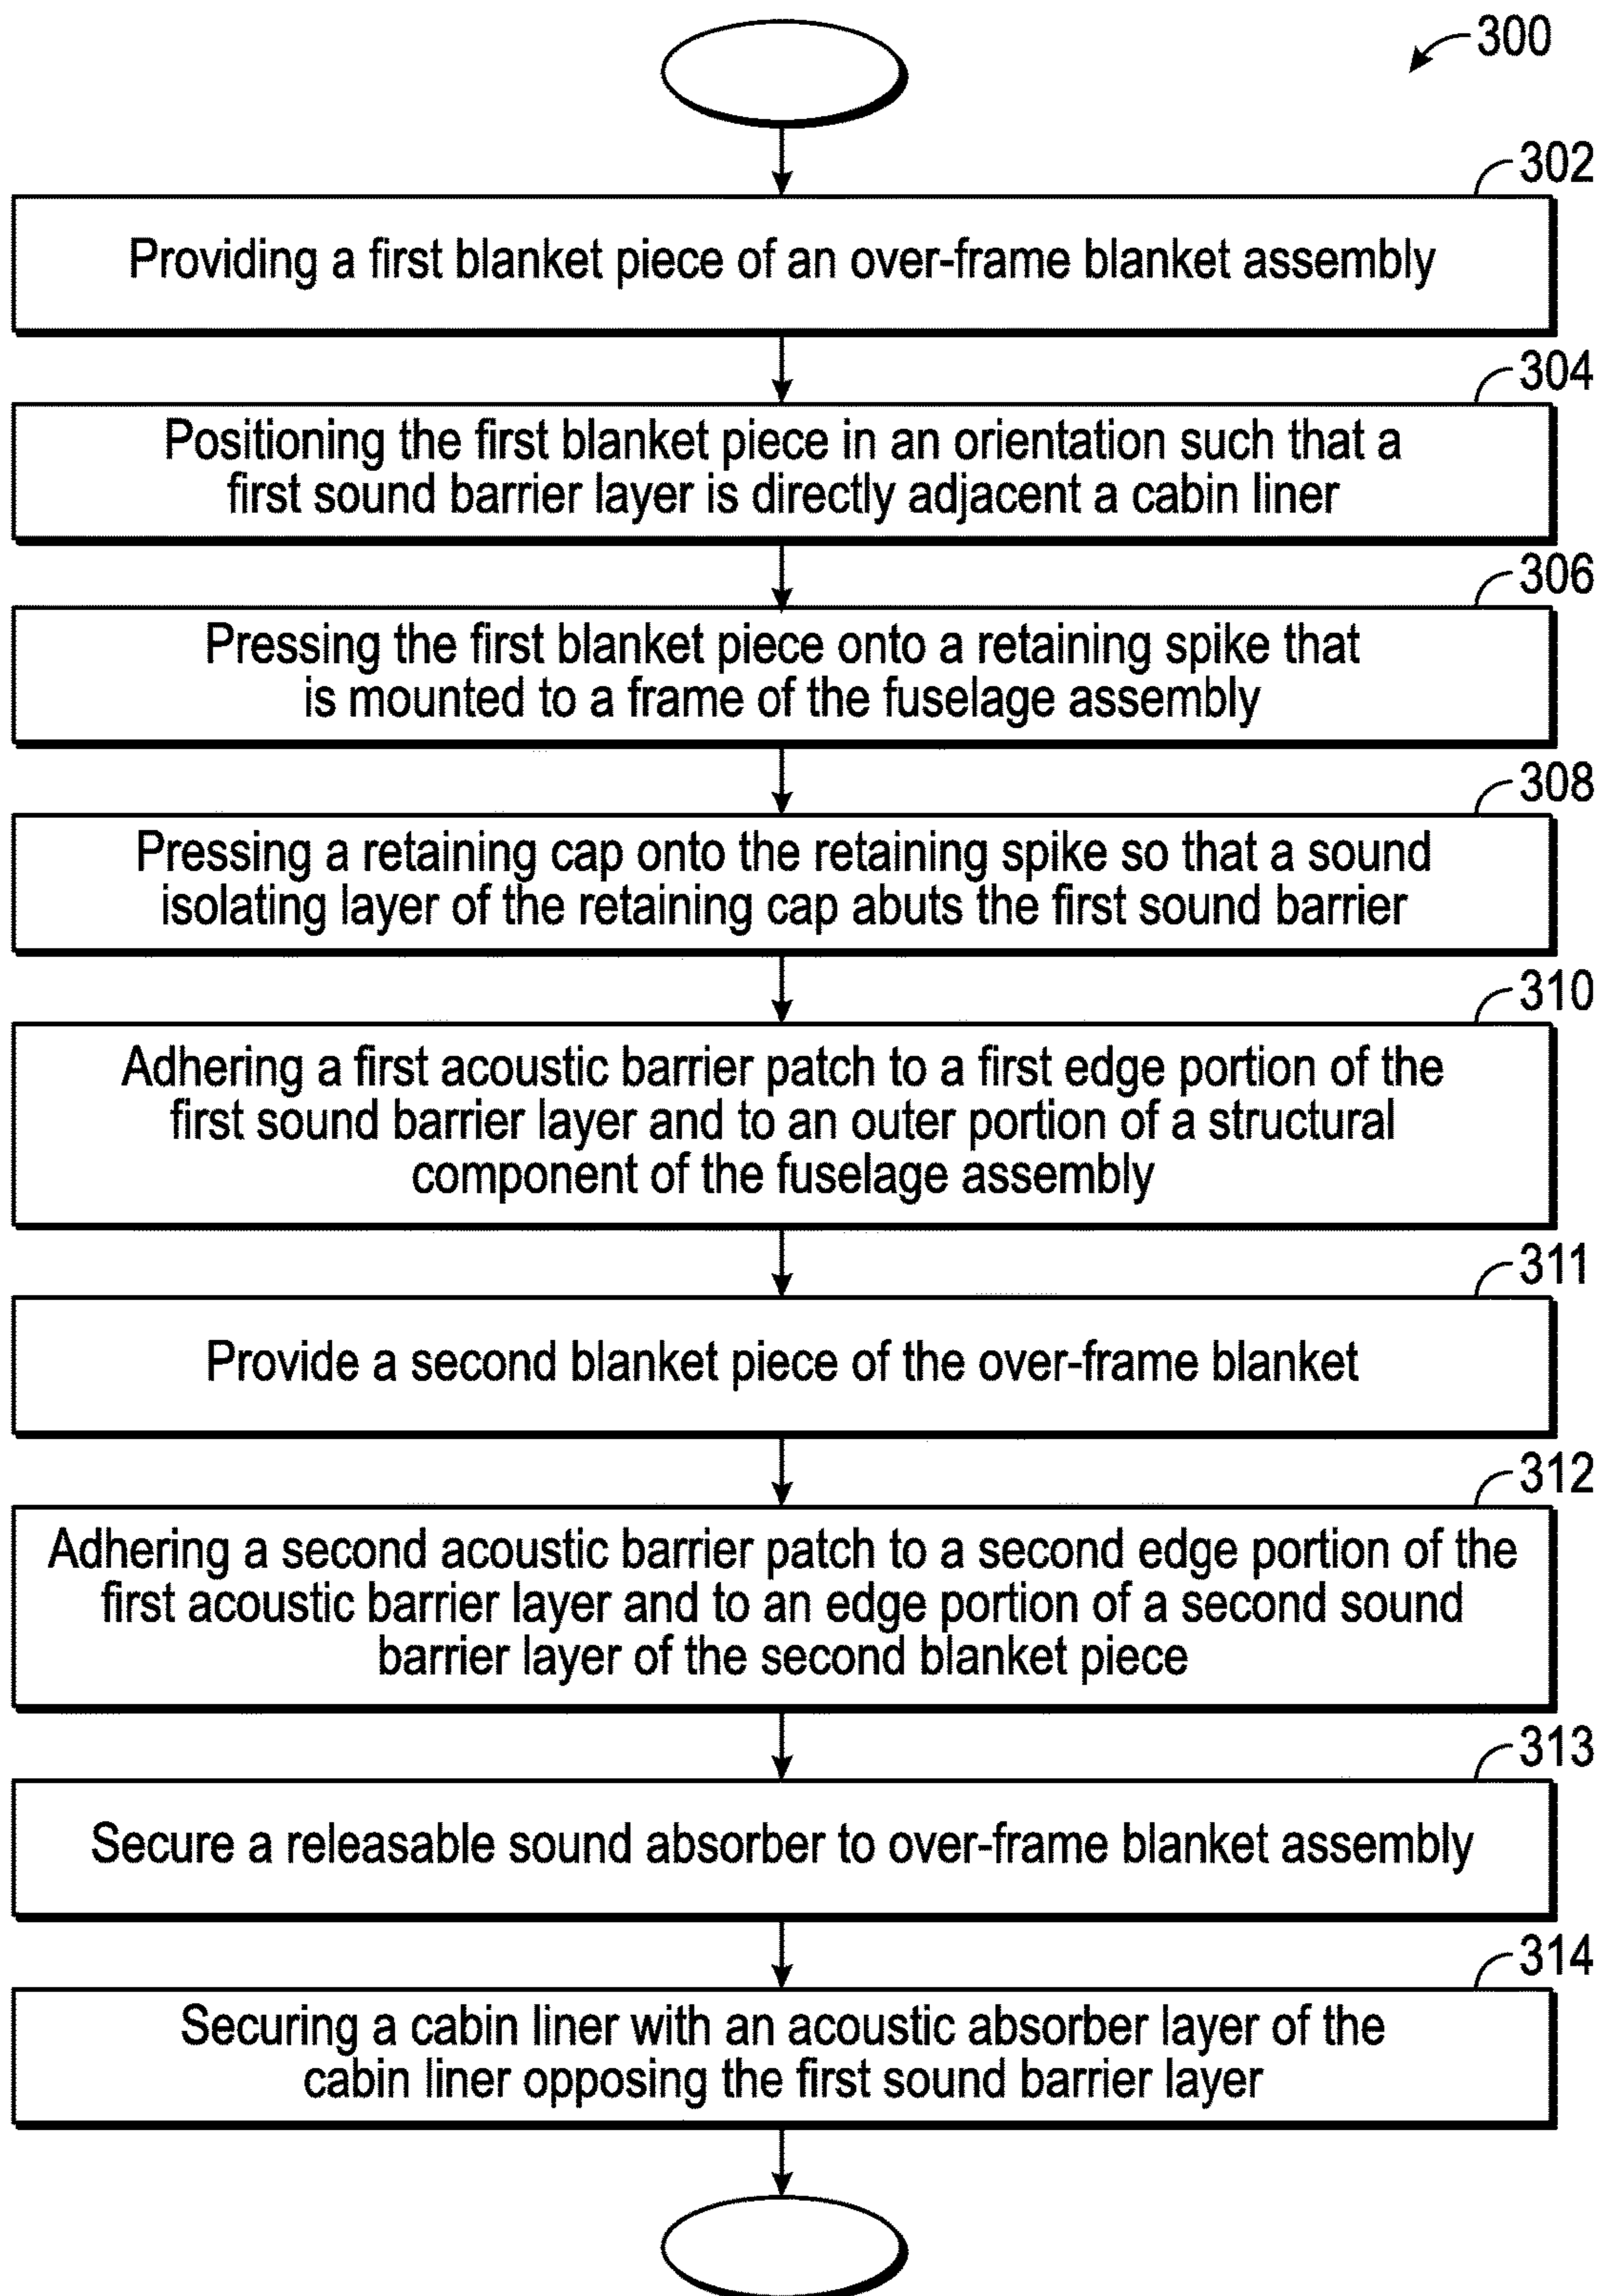 300
302
Providing a first blanket piece of an over-frame blanket assembly
304
Positioning the first blanket piece in an orientation such that a
first sound barrier layer is directly adjacent a cabin liner
306
Pressing the first blanket piece onto a retaining spike that
is mounted to a frame of the fuselage assembly
308
Pressing a retaining cap onto the retaining spike so that a sound
isolating layer of the retaining cap abuts the first sound barrier
310
Adhering a first acoustic barrier patch to a first edge portion of the
first sound barrier layer and to an outer portion of a structural
component of the fuselage assembly
311
Provide a second blanket piece of the over-frame blanket
312
Adhering a second acoustic barrier patch to a second edge portion of the
first acoustic barrier layer and to an edge portion of a second sound
barrier layer of the second blanket piece
313
Secure a releasable sound absorber to over-frame blanket assembly
314
Securing a cabin liner with an acoustic absorber layer of the
cabin liner opposing the first sound barrier layer